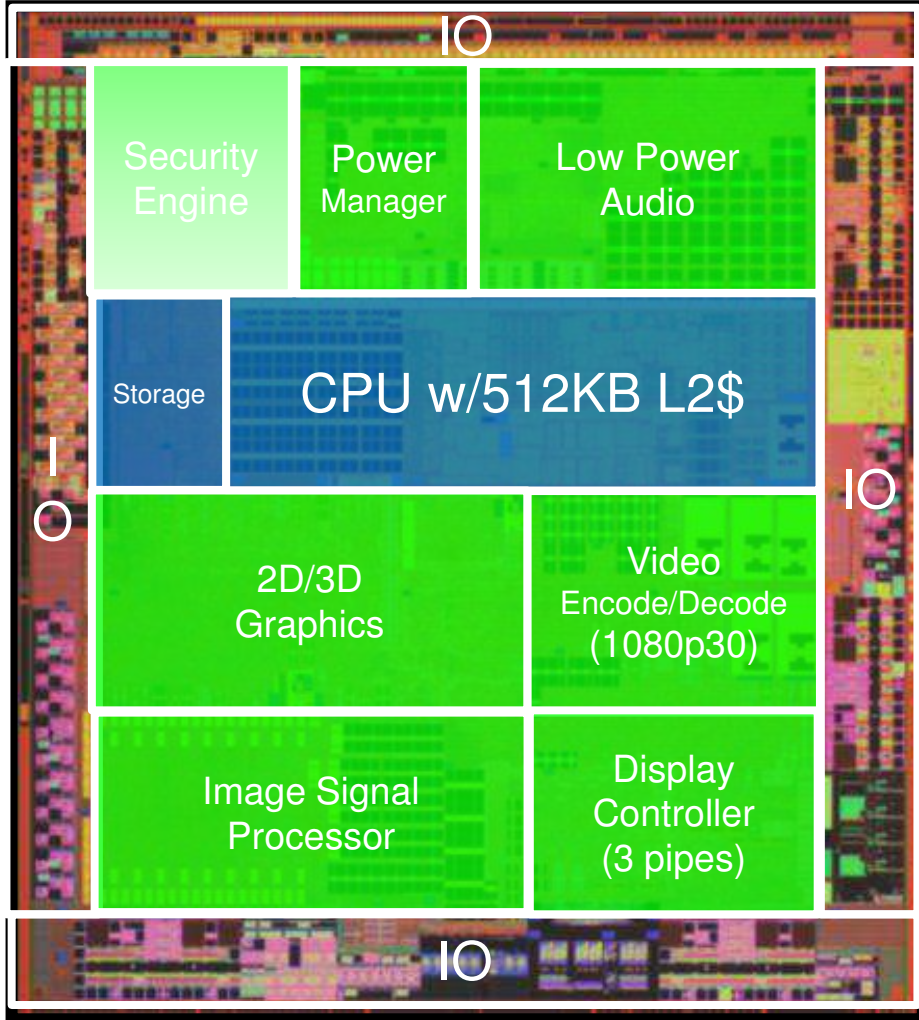 IO
Security
Engine
Power
Manager
Low Power
Audio
Storage
CPU w/512KB L2$
I
O
IO
2D/3D
Graphics
Video
Encode/Decode
(1080p30)
Image Signal
Processor
Display
Controller
(3 pipes)
IO